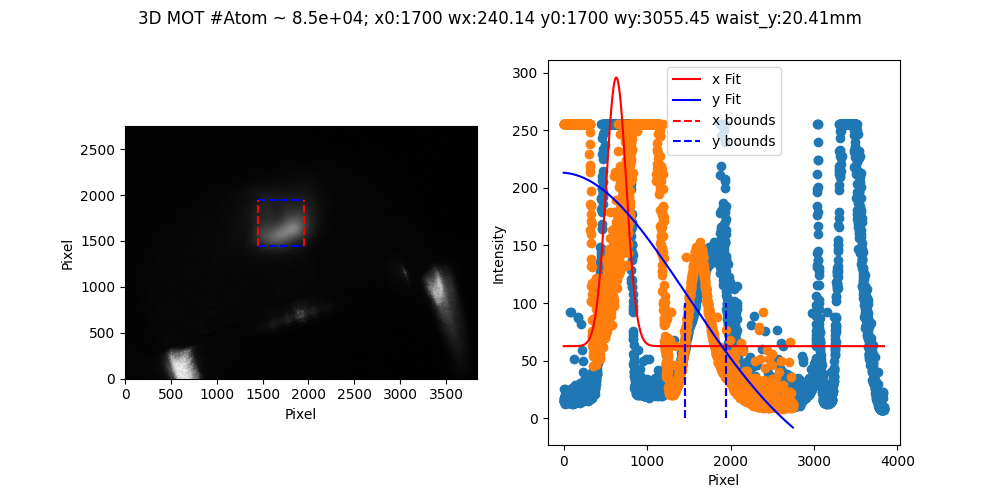 3D MOT #Atom ~ 8.5e+04; x0:1700 wx:240.14 y0:1700 wy:3055.45 waist_y:20.41mm
2500
2000
1500
1000
500
0
Pixel
0 500 1000 1500 2000 2500 3000 3500
Pixel
300
250
200
150
100
50
0
Intensity
x Fit
y Fit
x bounds
y bounds
0 1000 2000 3000 4000
Pixel